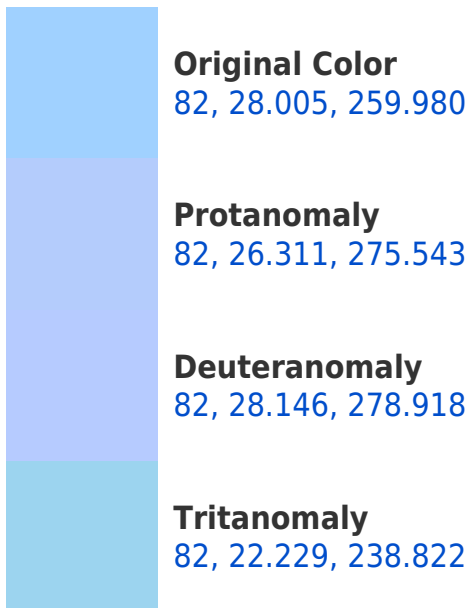 Original Color
82, 28.005, 259.980
Protanomaly
82, 26.311, 275.543
Deuteranomaly
82, 28.146, 278.918
Tritanomaly
82, 22.229, 238.822